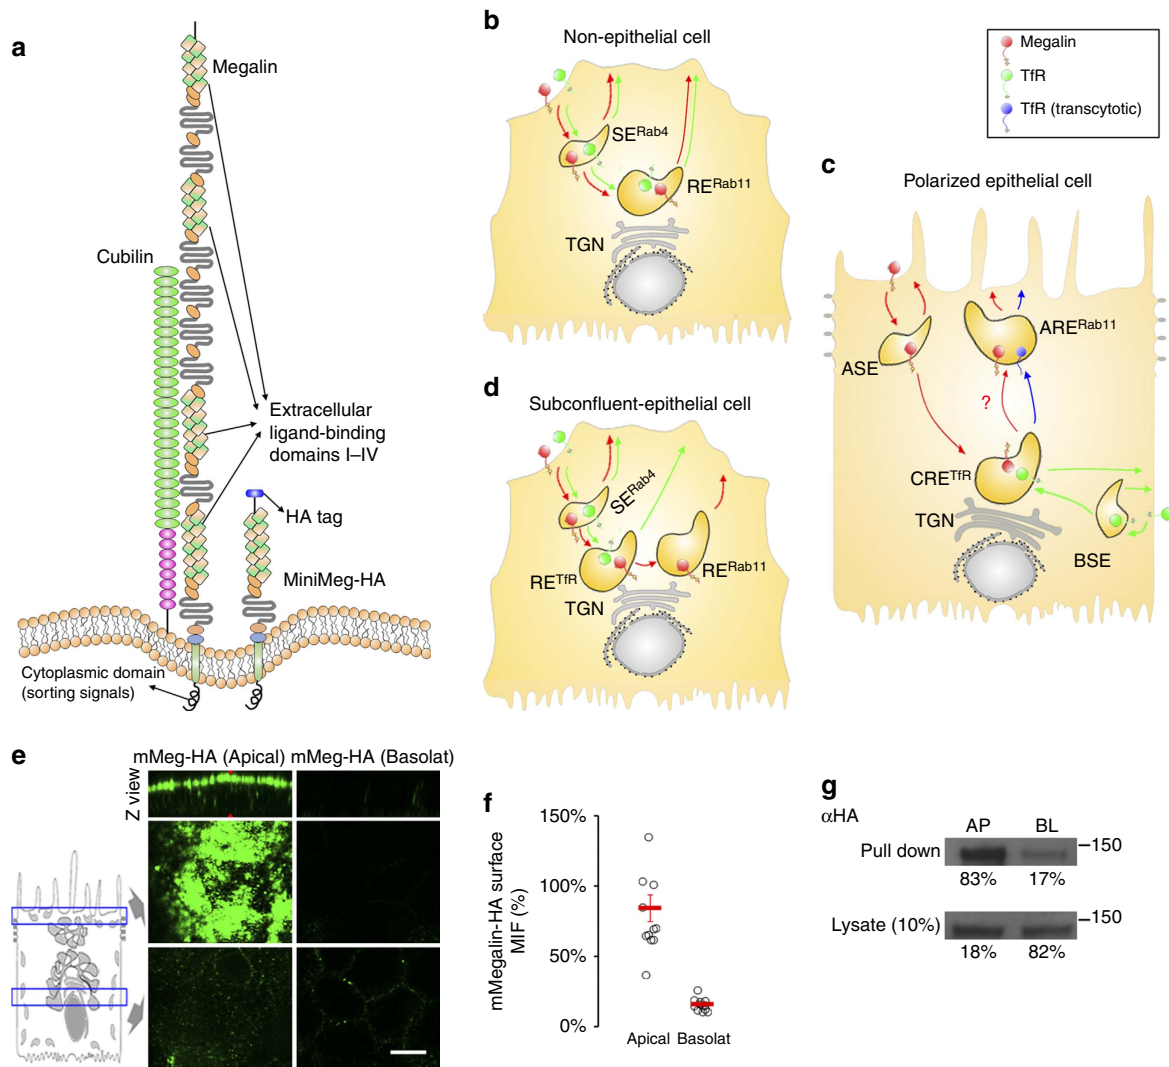 a
Megalin
Cubilin
Extracellular
ligand-binding
domains I–IV
HA tag
MiniMeg-HA
Cytoplasmic domain
(sorting signals)
b
Non-epithelial cell
SERab4
RERab11
TGN
Megalin
TfR
TfR (transcytotic)
c
Polarized epithelial cell
ASE
ARERab11
?
CRETfR
TGN
BSE
d
Subconfluent-epithelial cell
SERab4
RETfR
RERab11
TGN
e
mMeg-HA (Apical)
mMeg-HA (Basolat)
Z view
f
mMegalin-HA surface
MIF (%)
150%
100%
50%
0%
Apical
Basolat
g
αHA
AP
BL
Pull down
–150
83%
17%
Lysate (10%)
–150
18%
82%